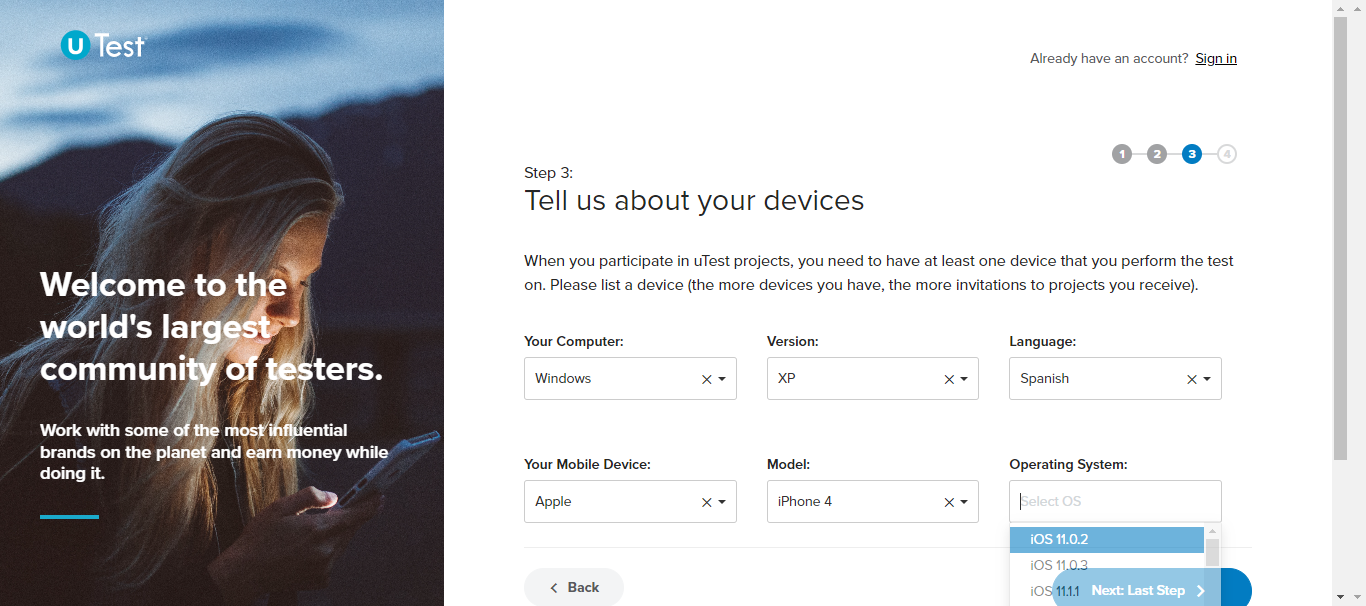 U Test
Already have an account? Sign in
1 2 3 4
Step 3:
Tell us about your devices
When you participate in uTest projects, you need to have at least one device that you perform the test
on. Please list a device (the more devices you have, the more invitations to projects you receive).
Your Computer: Version: Language:
Windows XP Spanish
Your Mobile Device: Model: Operating System:
Apple iPhone 4 Select OS
iOS 11.0.2
iOS 11.0.3
iOS 11.1.1
Back Next: Last Step
Welcome to the
world's largest
community of testers.
Work with some of the most influential
brands on the planet and earn money while
doing it.